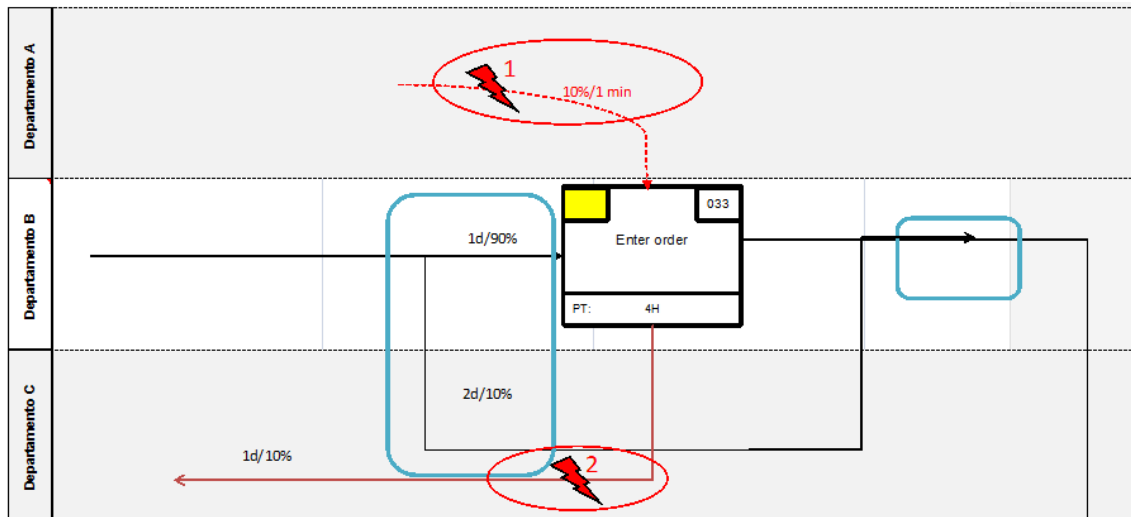 Departamento A
1
10%/1 min
Departamento B
033
1d/90%
Enter order
PT: 4H
Departamento C
2d/10%
1d/10%
2